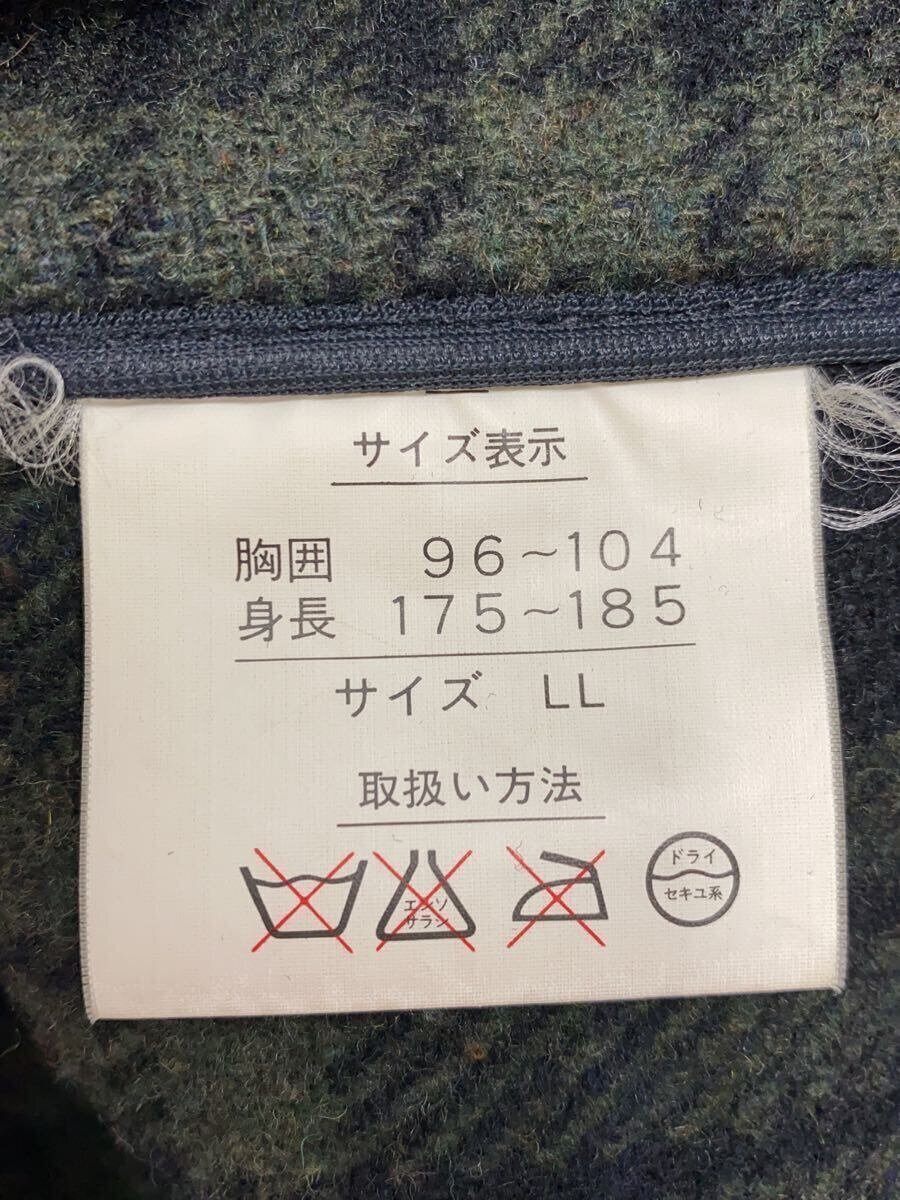 サイズ表示
胸囲 96~104
身長 175~185
サイズ LL
取扱い方法
エンソ
サラシ
ドライ
セキユ系